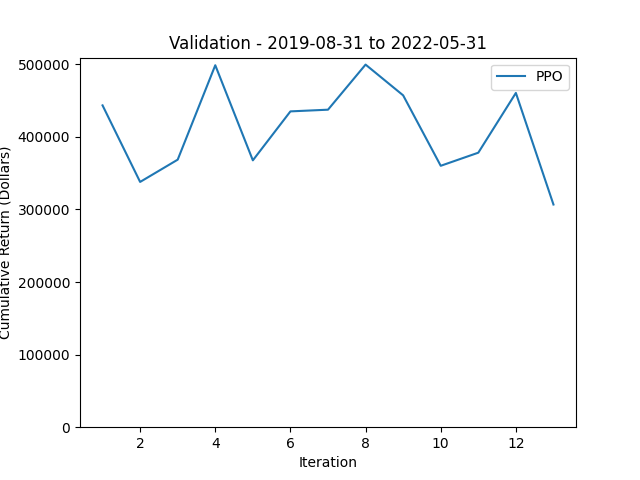 Validation - 2019-08-31 to 2022-05-31
PPO
Cumulative Return (Dollars)
500000
400000
300000
200000
100000
0
2 4 6 8 10 12
Iteration